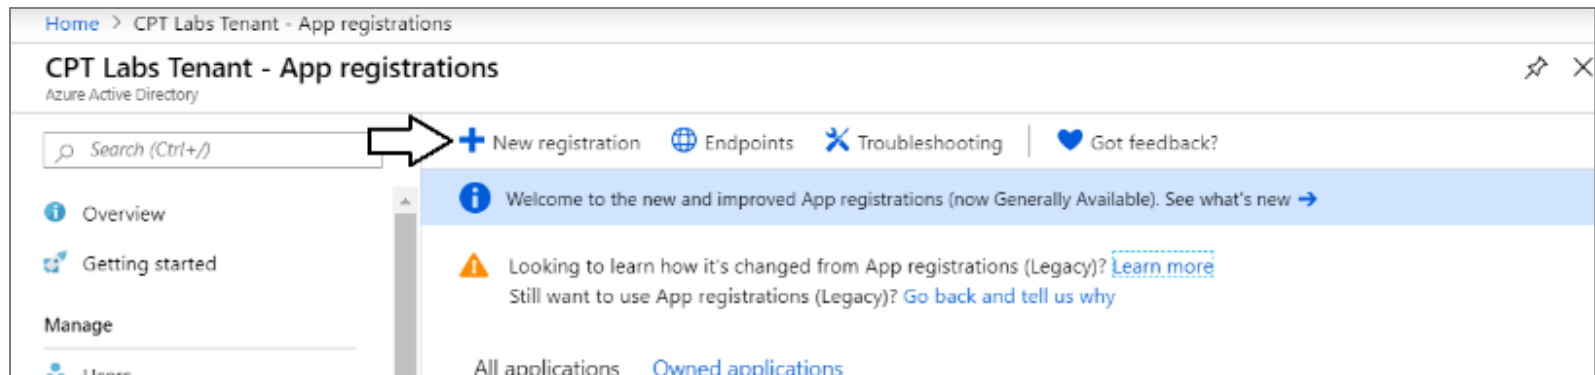 Home > CPT Labs Tenant - App registrations
CPT Labs Tenant - App registrations
Azure Active Directory
Search (Ctrl+/)
New registration Endpoints Troubleshooting Got feedback?
Overview
Getting started
Manage
Users
Welcome to the new and improved App registrations (now Generally Available). See what's new →
Looking to learn how it's changed from App registrations (Legacy)? Learn more
Still want to use App registrations (Legacy)? Go back and tell us why
All applications Owned applications